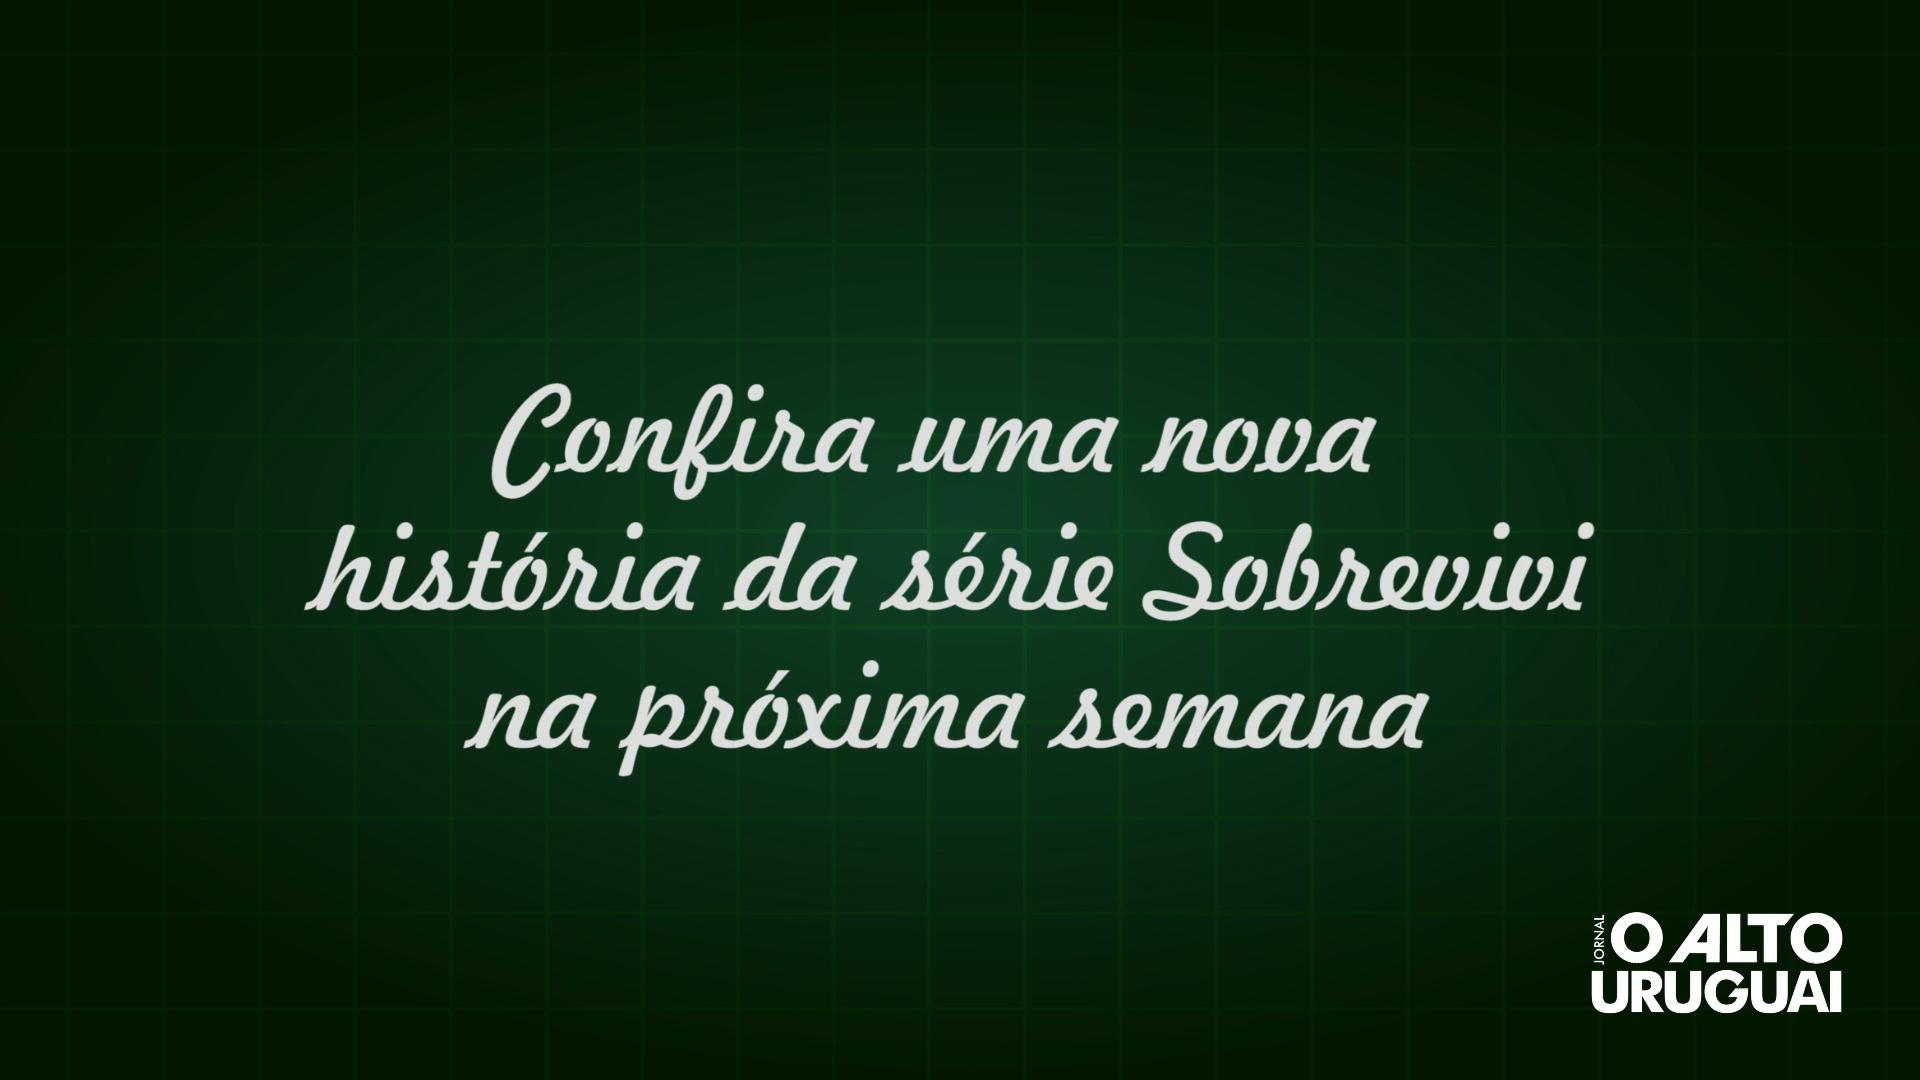 Confira uma nova
história da série Sobrevivi
na próxima semana
JORNAL
O ALTO
URUGUAI